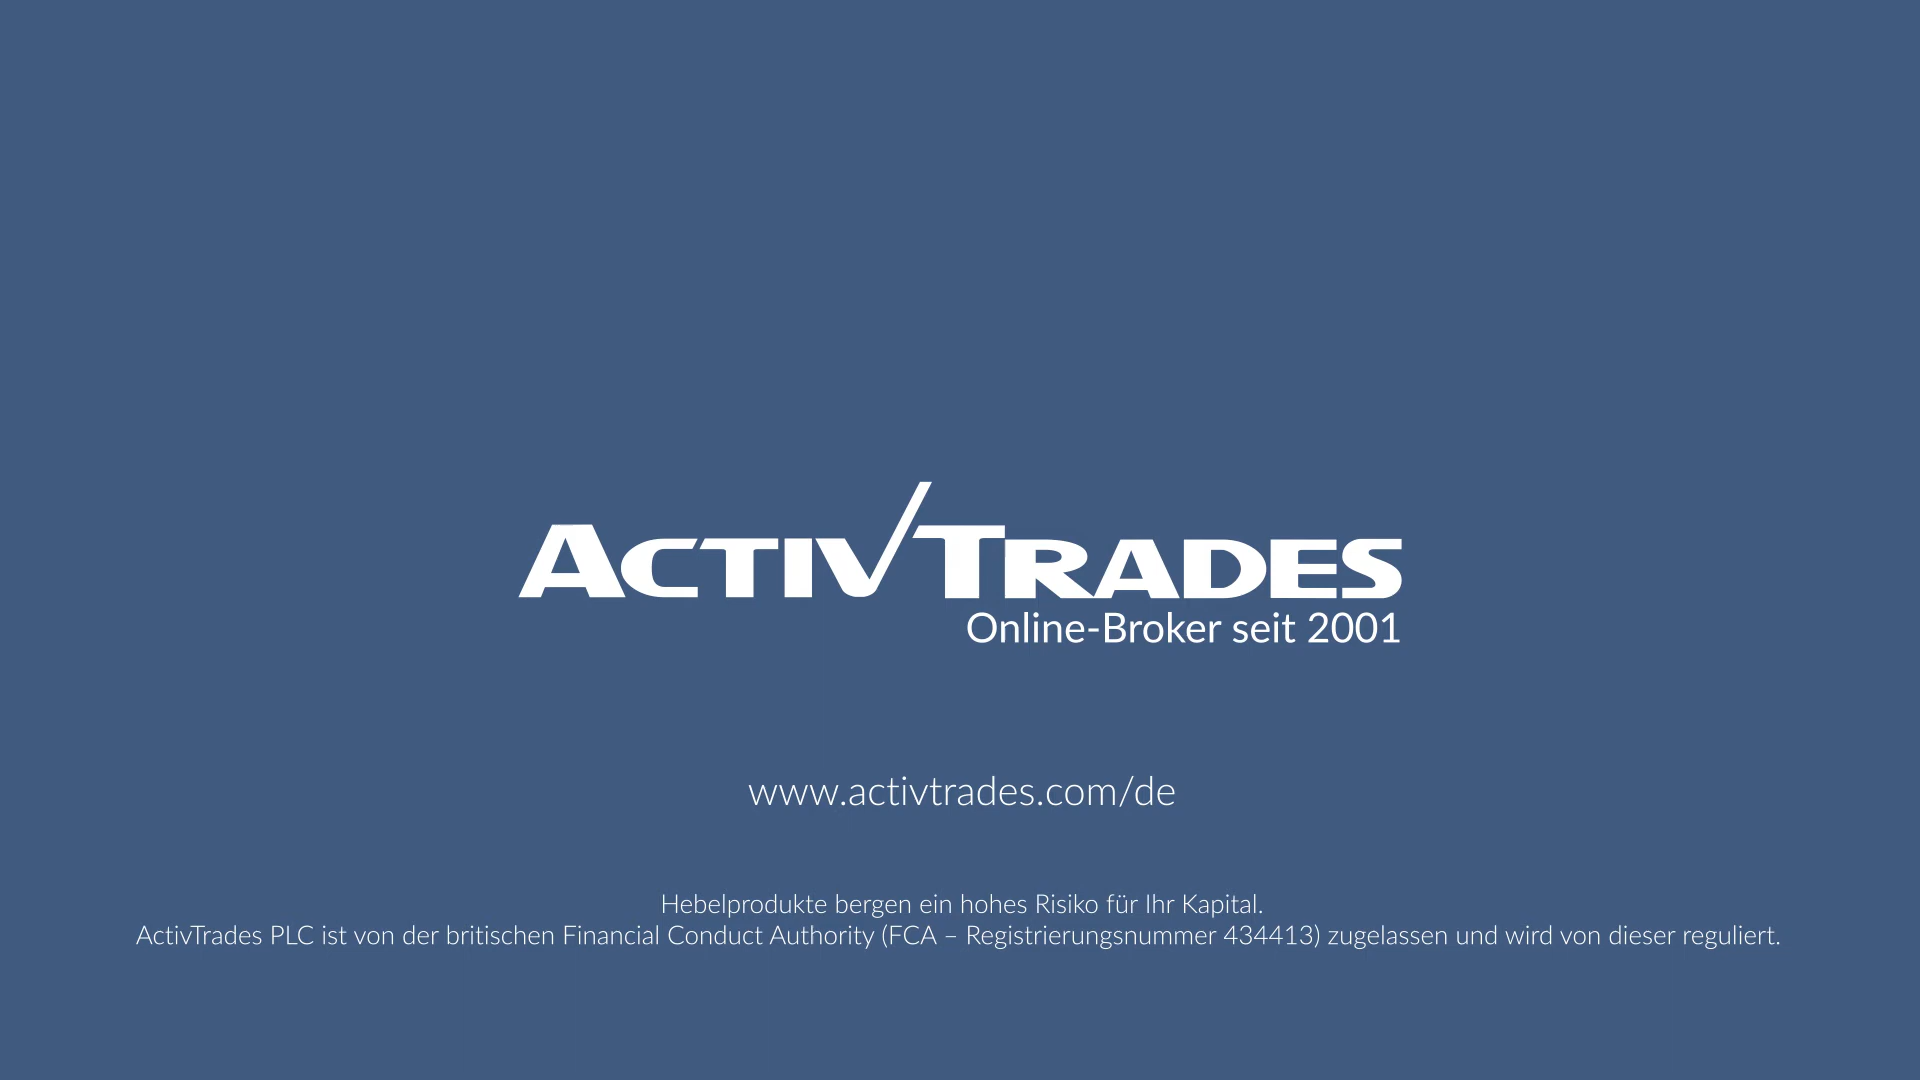 ACTIVTRADES
Online-Broker seit 2001
www.activtrades.com/de
Hebelprodukte bergen ein hohes Risiko für Ihr Kapital.
ActivTrades PLC ist von der britischen Financial Conduct Authority (FCA – Registrierungsnummer 434413) zugelassen und wird von dieser reguliert.